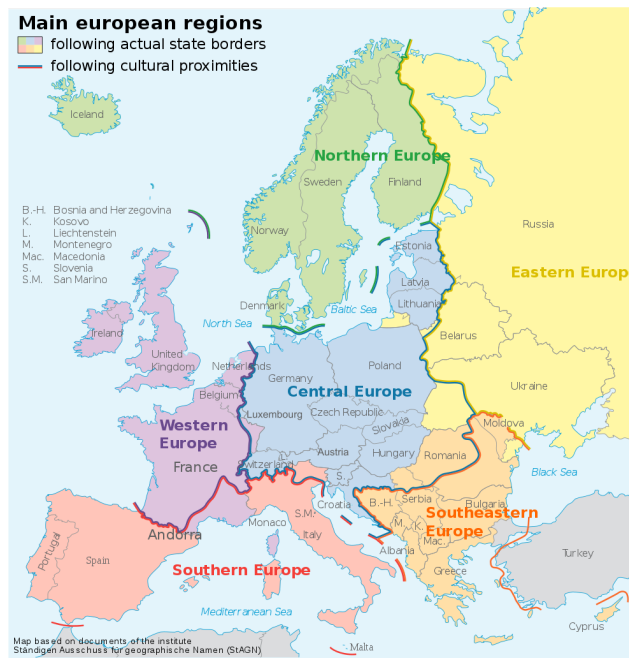 Main european regions
following actual state borders
following cultural proximities
Iceland
Northern Europe
Sweden
Finland
Norway
B.-H. Bosnia and Herzegovina
K. Kosovo
L. Liechtenstein
M. Montenegro
Mac. Macedonia
S. Slovenia
S.M. San Marino
Russia
Estonia
Eastern Europ
Latvia
Lithuania
Denmark
Baltic Sea
North Sea
Ireland
Belarus
United
Kingdom
Netherlands
Poland
Germany
Ukraine
Belgium
Central Europe
Luxembourg
Czech Republic
Western
Europe
Slovakia
Moldova
Austria
Hungary
Romania
France
Switzerland
S.
Black Sea
Croatia
B.-H.
Serbia
Bulgaria
Monaco
S.M.
Southeastern
Europe
M.
K.
Andorra
Italy
Mac.
Albania
Turkey
Portugal
Spain
Southern Europe
Greece
Mediterranean Sea
Cyprus
Malta
Map based on documents of the institute
Ständigen Ausschuss für geographische Namen (StAGN)